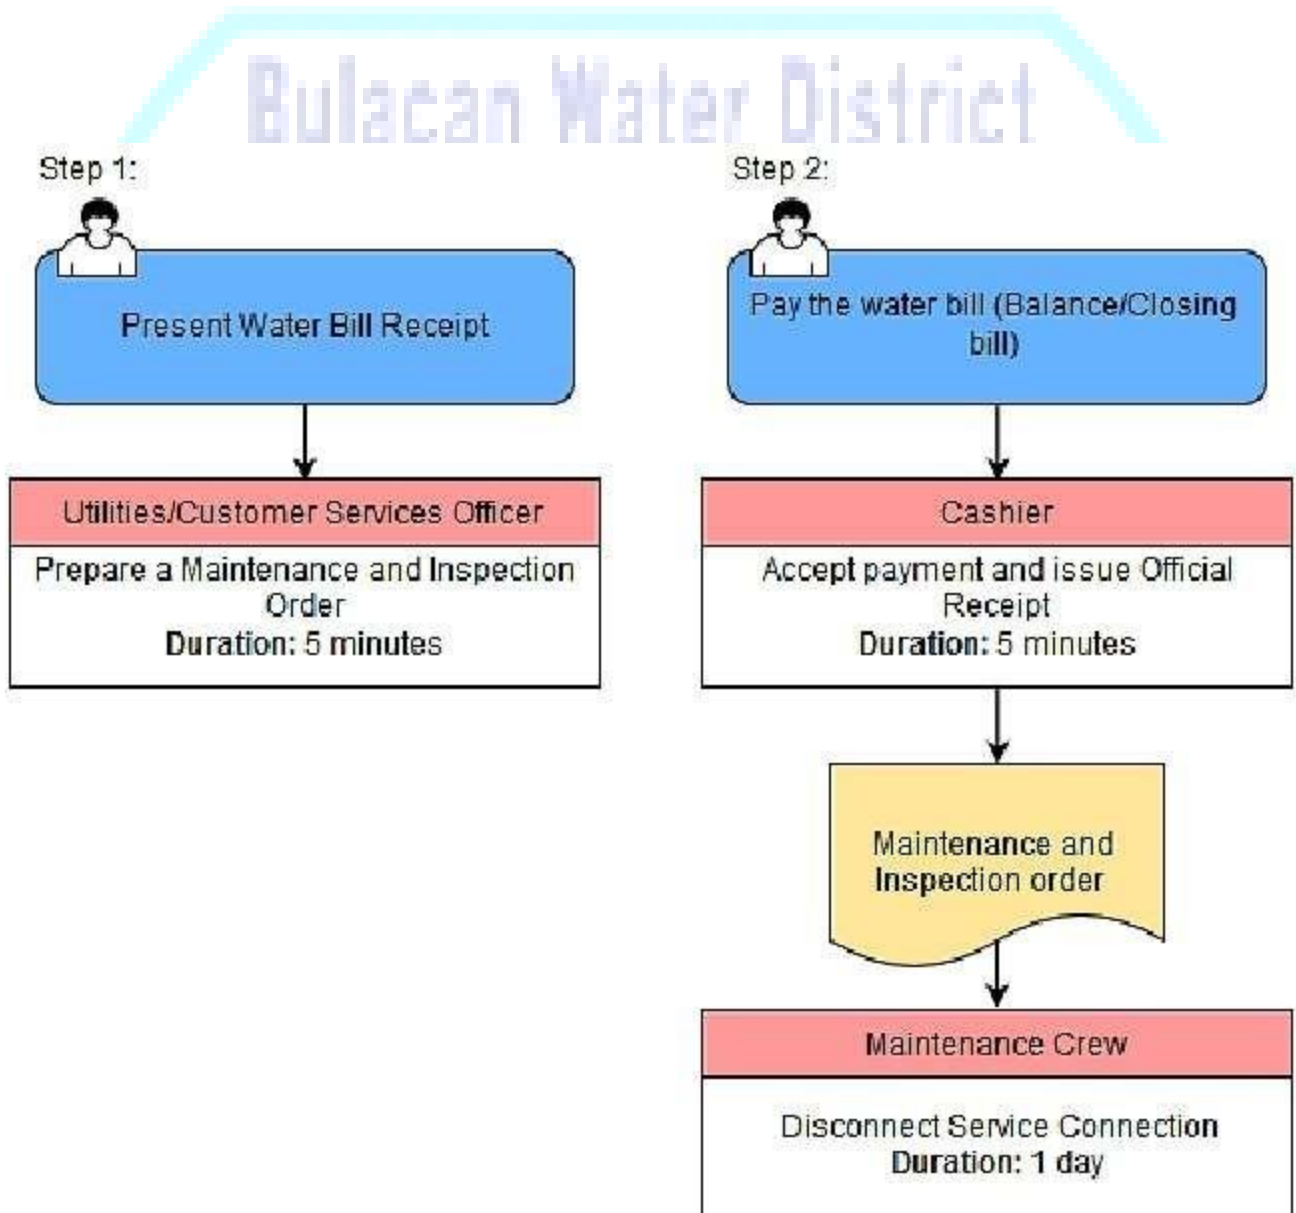 Bulacan Water District
Step 1:
Present Water Bill Receipt
Utilities/Customer Services Officer
Prepare a Maintenance and Inspection
Order
Duration: 5 minutes
Step 2:
Pay the water bill (Balance/Closing
bill)
Cashier
Accept payment and issue Official
Receipt
Duration: 5 minutes
Maintenance and
Inspection order
Maintenance Crew
Disconnect Service Connection
Duration: 1 day